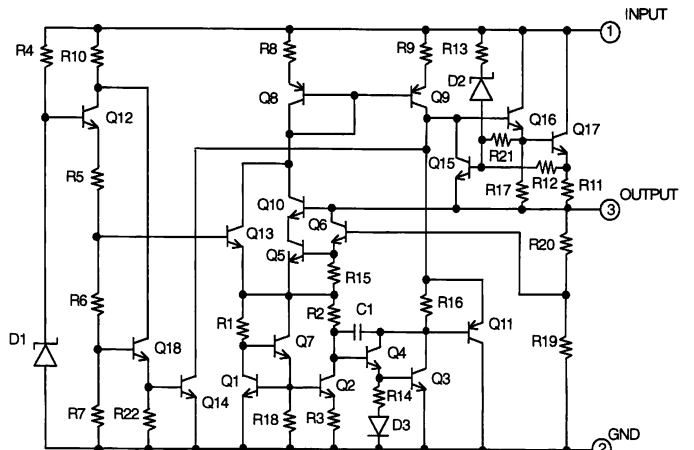 INPUT
R4
R10
R8
R9
R13
1
D2
Q8
Q9
Q16
Q12
Q17
Q15
R21
R5
R12
R11
R17
OUTPUT
Q10
Q6
3
Q13
R20
Q5
R15
R6
R2
C1
R16
R1
Q11
D1
Q18
Q7
R19
Q4
Q1
Q2
Q3
Q14
R14
R7
R22
R18
R3
D3
GND
2